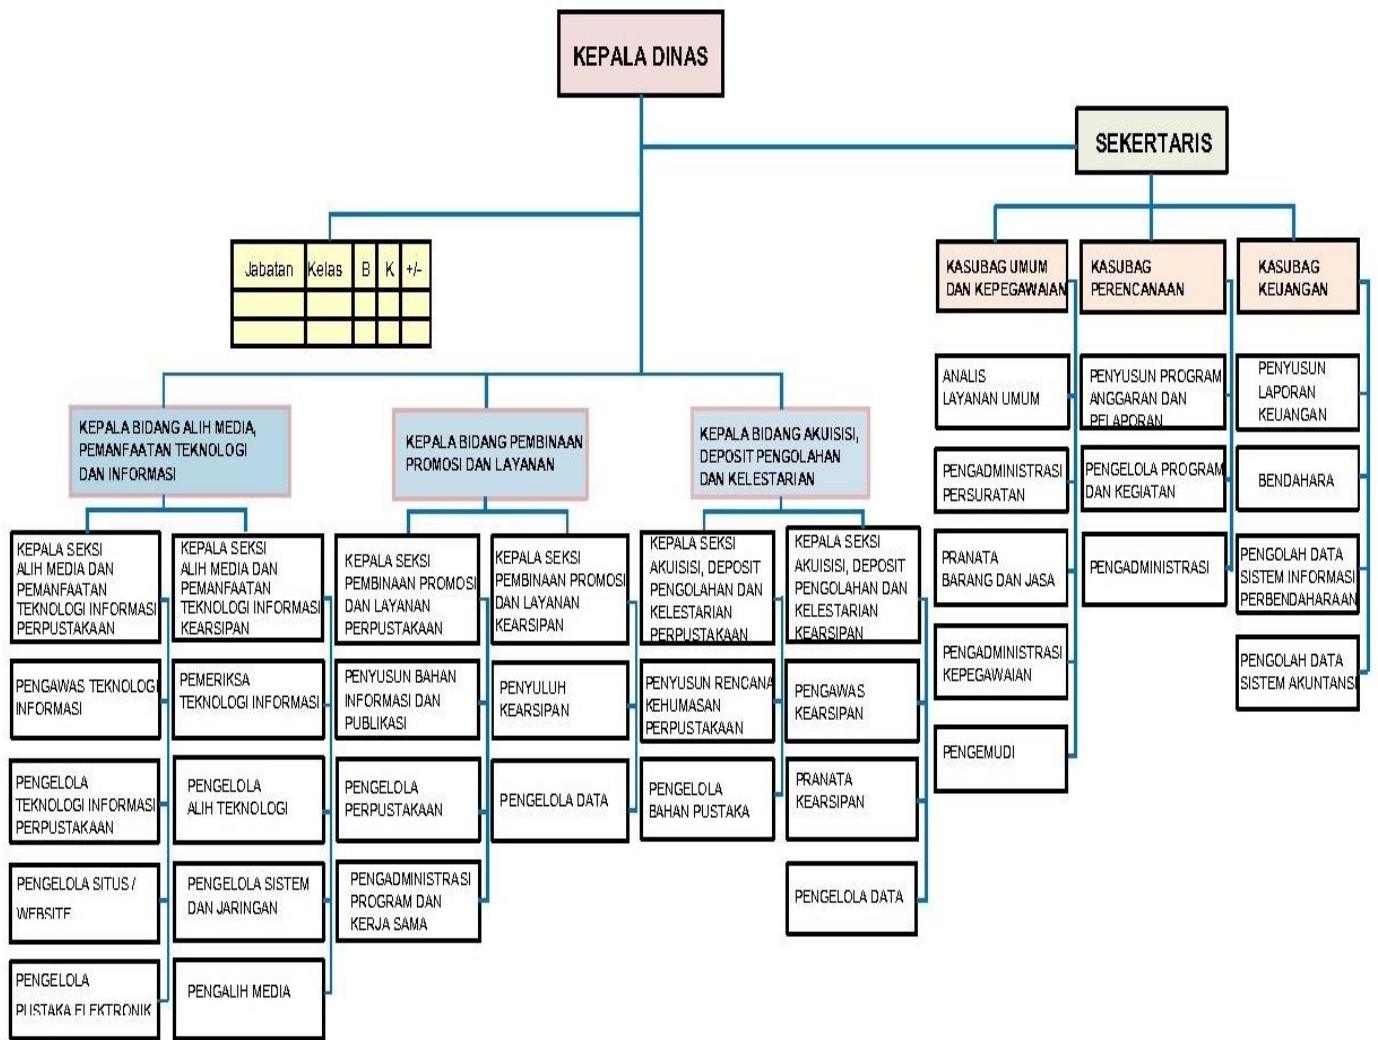 KEPALA DINAS
SEKERTARIS
Jabatan Kelas B K +/-
KASUBAG UMUM
DAN KEPEGAWAIAN
KASUBAG
PERENCANAAN
KASUBAG
KEUANGAN
ANALIS
LAYANAN UMUM
PENGADMINISTRASI
PERSURATAN
PRANATA
BARANG DAN JASA
PENGADMINISTRASI
KEPEGAWAIAN
PENGEMUDI
PENYUSUN PROGRAM
ANGGARAN DAN
PELAPORAN
PENGELOLA PROGRAM
DAN KEGIATAN
PENGADMINISTRASI
PENYUSUN
LAPORAN
KEUANGAN
BENDAHARA
PENGOLAH DATA
SISTEM INFORMASI
PERBENDAHARAAN
PENGOLAH DATA
SISTEM AKUNTANSI
KEPALA BIDANG ALIH MEDIA,
PEMANFAATAN TEKNOLOGI
DAN INFORMASI
KEPALA BIDANG PEMBINAAN
PROMOSI DAN LAYANAN
KEPALA BIDANG AKUISISI,
DEPOSIT PENGOLAHAN
DAN KELESTARIAN
KEPALA SEKSI
ALIH MEDIA DAN
PEMANFAATAN
TEKNOLOGI INFORMASI
PERPUSTAKAAN
PENGAWAS TEKNOLOGI
INFORMASI
PENGELOLA
TEKNOLOGI INFORMASI
PERPUSTAKAAN
PENGELOLA SITUS /
WEBSITE
PENGELOLA
PUSTAKA ELEKTRONIK
KEPALA SEKSI
ALIH MEDIA DAN
PEMANFAATAN
TEKNOLOGI INFORMASI
KEARSIPAN
PEMERIKSA
TEKNOLOGI INFORMASI
PENGELOLA
ALIH TEKNOLOGI
PENGELOLA SISTEM
DAN JARINGAN
PENGALIH MEDIA
KEPALA SEKSI
PEMBINAAN PROMOSI
DAN LAYANAN
PERPUSTAKAAN
PENYUSUN BAHAN
INFORMASI DAN
PUBLIKASI
PENGELOLA
PERPUSTAKAAN
PENGADMINISTRASI
PROGRAM DAN
KERJA SAMA
KEPALA SEKSI
PEMBINAAN PROMOSI
DAN LAYANAN
KEARSIPAN
PENYULUH
KEARSIPAN
PENGELOLA DATA
KEPALA SEKSI
AKUISISI, DEPOSIT
PENGOLAHAN DAN
KELESTARIAN
PERPUSTAKAAN
PENYUSUN RENCANA
KEHUMASAN
PERPUSTAKAAN
PENGELOLA
BAHAN PUSTAKA
KEPALA SEKSI
AKUISISI, DEPOSIT
PENGOLAHAN DAN
KELESTARIAN
KEARSIPAN
PENGAWAS
KEARSIPAN
PRANATA
KEARSIPAN
PENGELOLA DATA